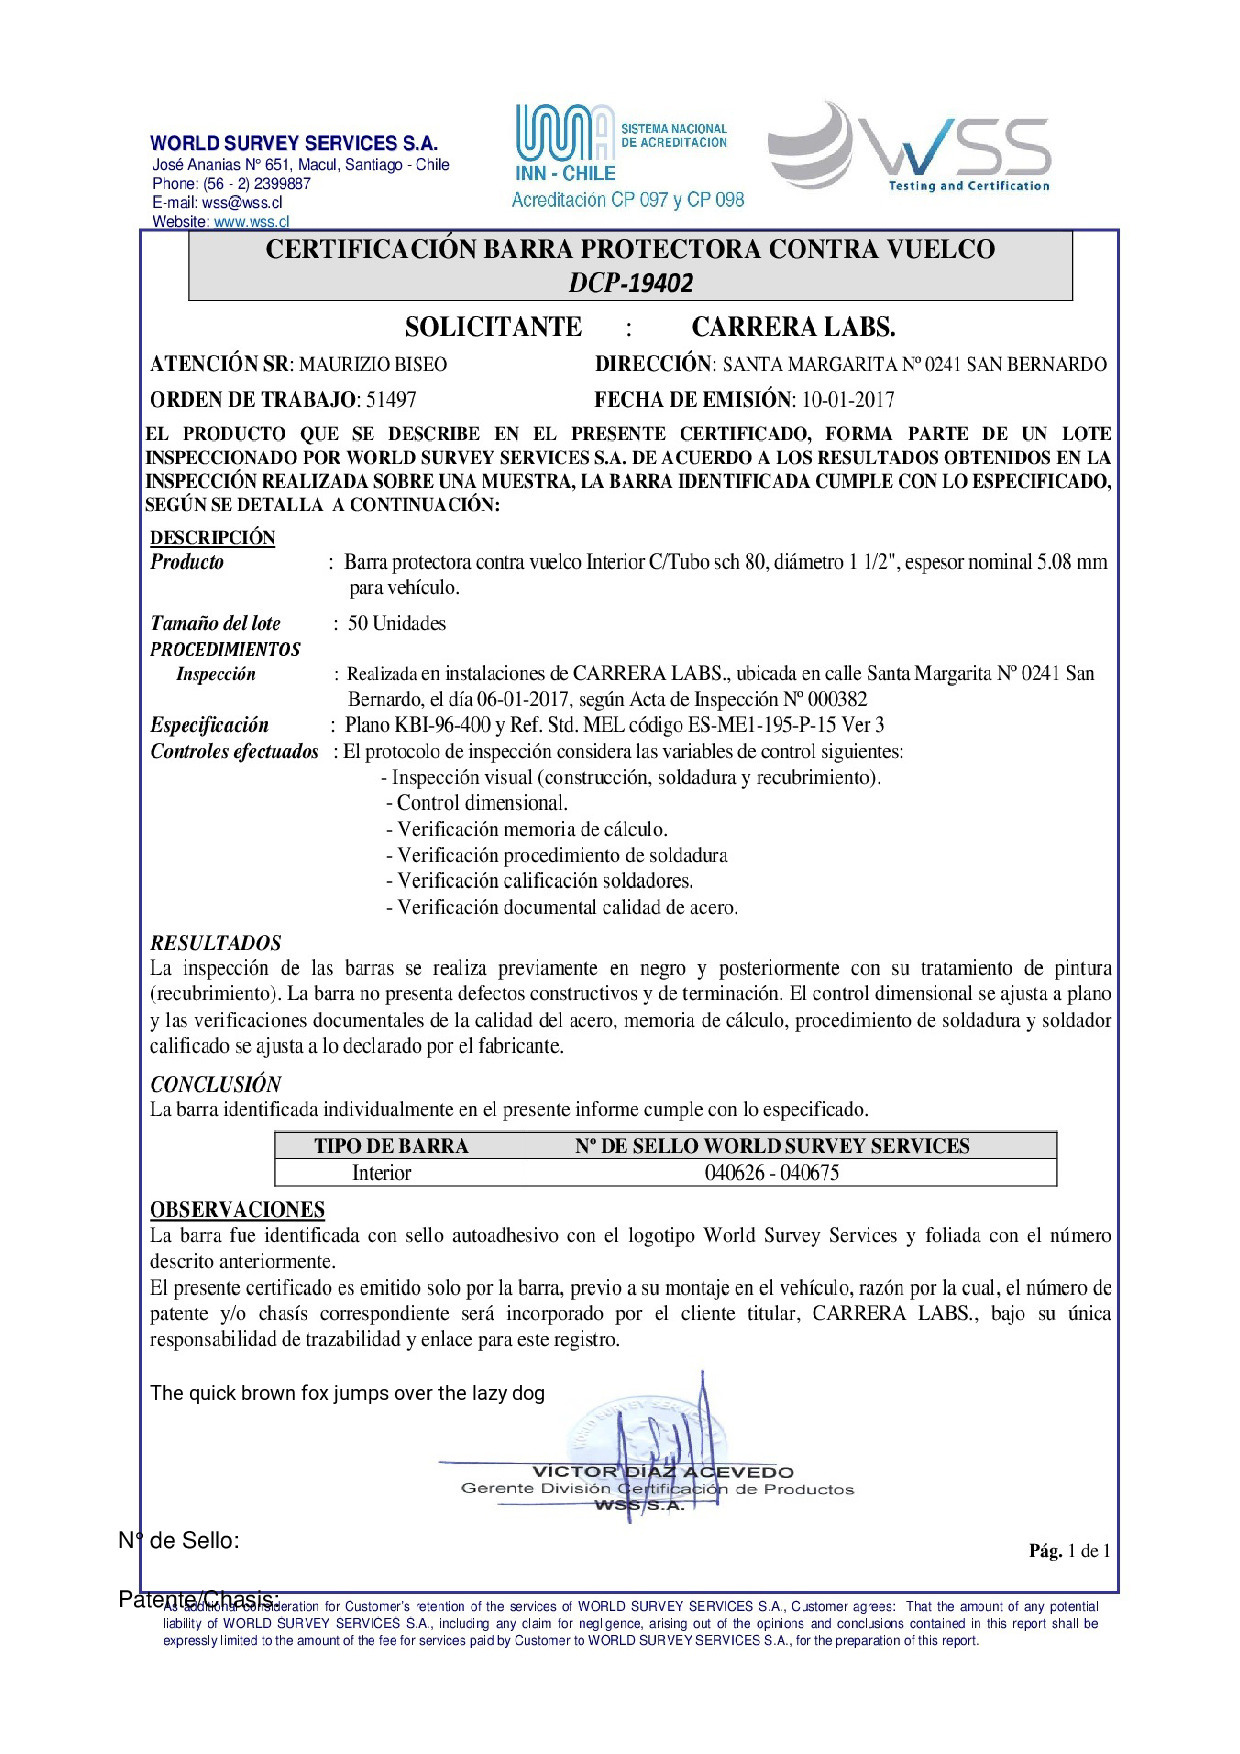 WORLD SURVEY SERVICES S.A.
José Ananias N° 651, Macul, Santiago - Chile
Phone: (56 - 2) 2399887
E-mail: wss@wss.cl
Website: www.wss.cl
INN - CHILE
SISTEMA NACIONAL
DE ACREDITACION
Acreditación CP 097 y CP 098
WSS
Testing and Certification
CERTIFICACIÓN BARRA PROTECTORA CONTRA VUELCO
DCP-19402
SOLICITANTE : CARRERA LABS.
ATENCIÓN SR: MAURIZIO BISEO DIRECCIÓN: SANTA MARGARITA Nº 0241 SAN BERNARDO
ORDEN DE TRABAJO: 51497 FECHA DE EMISIÓN: 10-01-2017
EL PRODUCTO QUE SE DESCRIBE EN EL PRESENTE CERTIFICADO, FORMA PARTE DE UN LOTE
INSPECCIONADO POR WORLD SURVEY SERVICES S.A. DE ACUERDO A LOS RESULTADOS OBTENIDOS EN LA
INSPECCIÓN REALIZADA SOBRE UNA MUESTRA, LA BARRA IDENTIFICADA CUMPLE CON LO ESPECIFICADO,
SEGÚN SE DETALLA A CONTINUACIÓN:
DESCRIPCIÓN
Producto : Barra protectora contra vuelco Interior C/Tubo sch 80, diámetro 1 1/2", espesor nominal 5.08 mm
para vehículo.
Tamaño del lote : 50 Unidades
PROCEDIMIENTOS
Inspección : Realizada en instalaciones de CARRERA LABS., ubicada en calle Santa Margarita Nº 0241 San
Bernardo, el día 06-01-2017, según Acta de Inspección Nº 000382
Especificación : Plano KBI-96-400 y Ref. Std. MEL código ES-ME1-195-P-15 Ver 3
Controles efectuados : El protocolo de inspección considera las variables de control siguientes:
- Inspección visual (construcción, soldadura y recubrimiento).
- Control dimensional.
- Verificación memoria de cálculo.
- Verificación procedimiento de soldadura
- Verificación calificación soldadores.
- Verificación documental calidad de acero.
RESULTADOS
La inspección de las barras se realiza previamente en negro y posteriormente con su tratamiento de pintura
(recubrimiento). La barra no presenta defectos constructivos y de terminación. El control dimensional se ajusta a plano
y las verificaciones documentales de la calidad del acero, memoria de cálculo, procedimiento de soldadura y soldador
calificado se ajusta a lo declarado por el fabricante.
CONCLUSIÓN
La barra identificada individualmente en el presente informe cumple con lo especificado.
TIPO DE BARRA Nº DE SELLO WORLD SURVEY SERVICES
Interior 040626 - 040675
OBSERVACIONES
La barra fue identificada con sello autoadhesivo con el logotipo World Survey Services y foliada con el número
descrito anteriormente.
El presente certificado es emitido solo por la barra, previo a su montaje en el vehículo, razón por la cual, el número de
patente y/o chasís correspondiente será incorporado por el cliente titular, CARRERA LABS., bajo su única
responsabilidad de trazabilidad y enlace para este registro.
The quick brown fox jumps over the lazy dog
VÍCTOR DÍAZ ACEVEDO
Gerente División Certificación de Productos
WSS S.A.
N° de Sello:
Pág. 1 de 1
Patente/Chasis:
As additional consideration for Customer's retention of the services of WORLD SURVEY SERVICES S.A., Customer agrees: That the amount of any potential
liability of WORLD SURVEY SERVICES S.A., including any claim for negligence, arising out of the opinions and conclusions contained in this report shall be
expressly limited to the amount of the fee for services paid by Customer to WORLD SURVEY SERVICES S.A., for the preparation of this report.